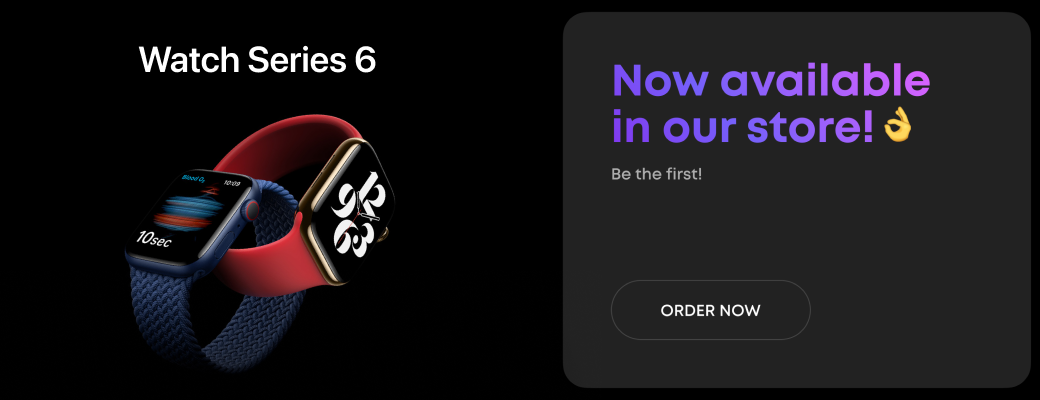 Watch Series 6
Blood O₂
10:09
10sec
12
9 3
6
Now available
in our store!👌
Be the first!
ORDER NOW